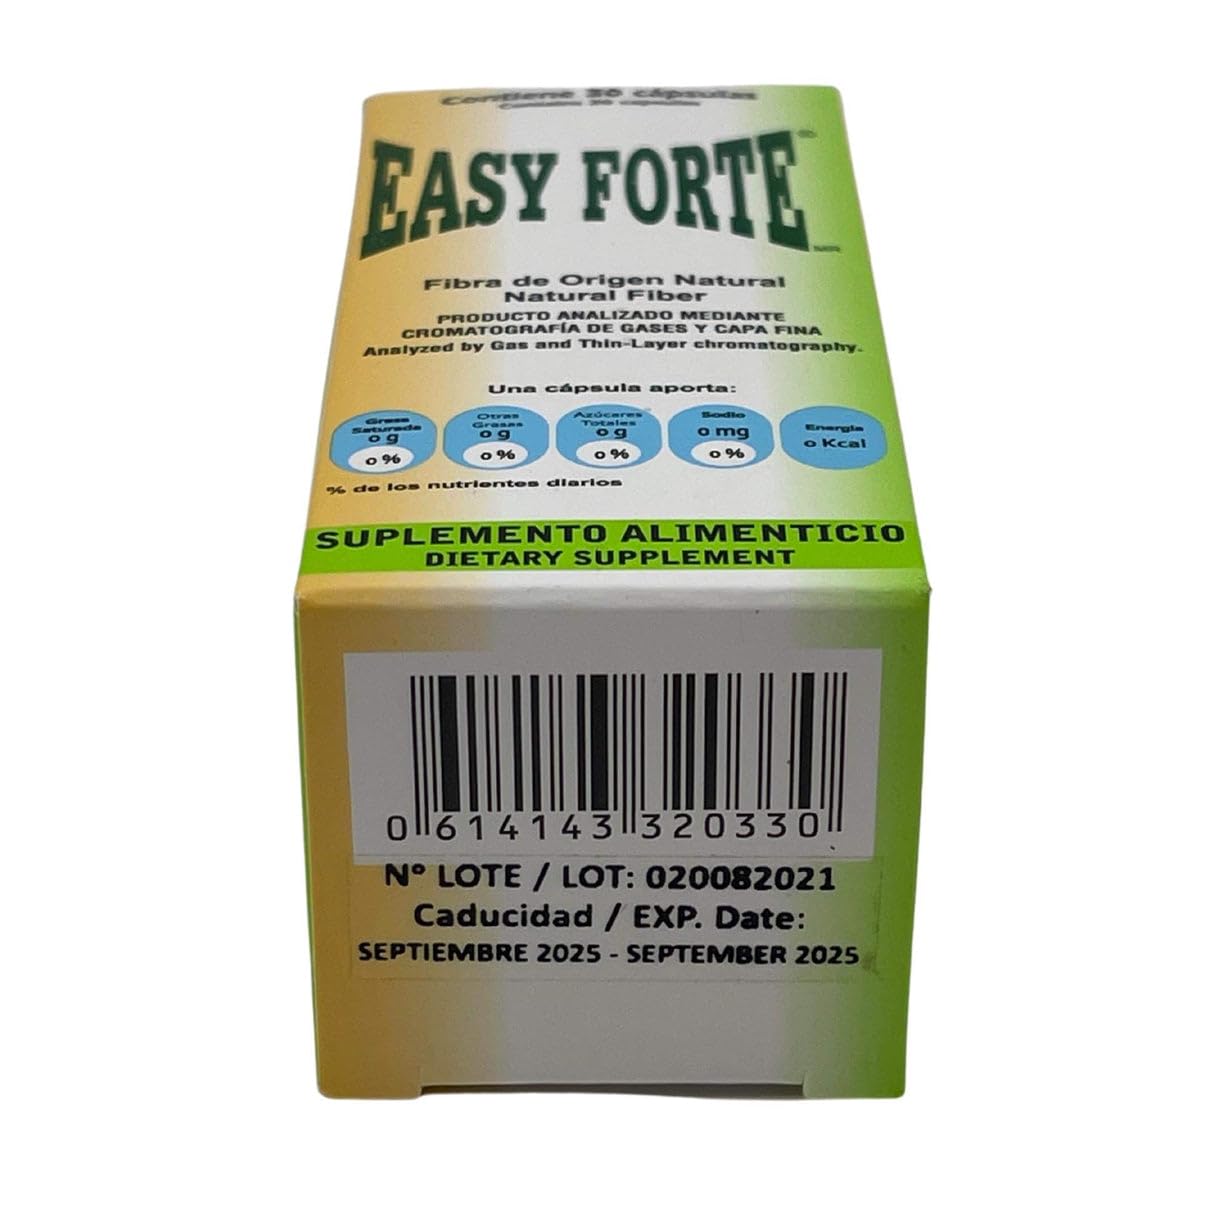 Contiene 30 cápsulas
Contains 30 capsules
EASY FORTE
Fibra de Origen Natural
Natural Fiber
PRODUCTO ANALIZADO MEDIANTE
CROMATOGRAFÍA DE GASES Y CAPA FINA
Analyzed by Gas and Thin-Layer chromatography.
Una cápsula aporta:
Grasa Saturada 0 g 0 %
Otras Grasas 0 g 0 %
Azúcares Totales 0 g 0 %
Sodio 0 mg 0 %
Energía 0 Kcal
% de los nutrientes diarios
SUPLEMENTO ALIMENTICIO
DIETARY SUPPLEMENT
0 614143 320330
N° LOTE / LOT: 020082021
Caducidad / EXP. Date:
SEPTIEMBRE 2025 - SEPTEMBER 2025